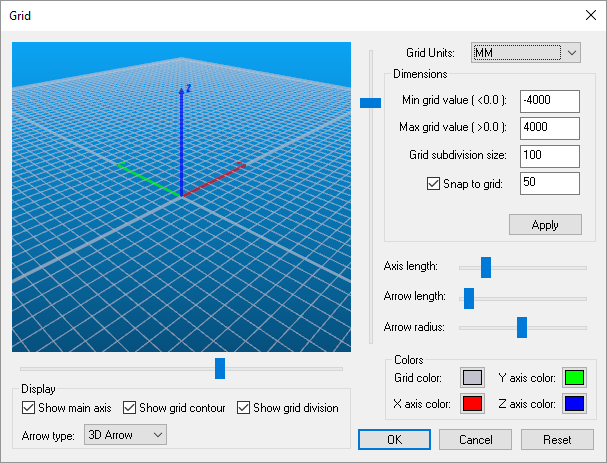 Grid
Z
Grid Units: MM
Dimensions
Min grid value ( <0.0 ): -4000
Max grid value ( >0.0 ): 4000
Grid subdivision size: 100
Snap to grid: 50
Apply
Axis length:
Arrow length:
Arrow radius:
Colors
Grid color: Y axis color:
X axis color: Z axis color:
Display
Show main axis Show grid contour Show grid division
Arrow type: 3D Arrow
OK Cancel Reset